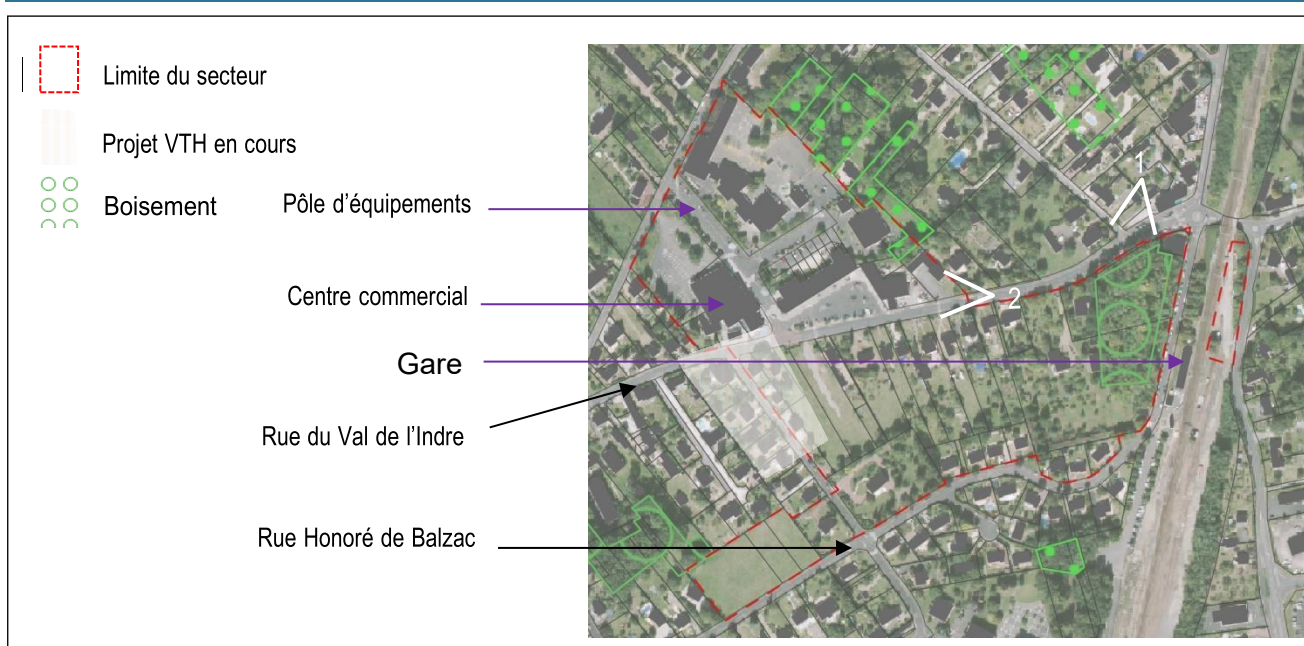 Limite du secteur
Projet VTH en cours
Boisement
Pôle d'équipements
Centre commercial
Gare
Rue du Val de l'Indre
Rue Honoré de Balzac
1
2